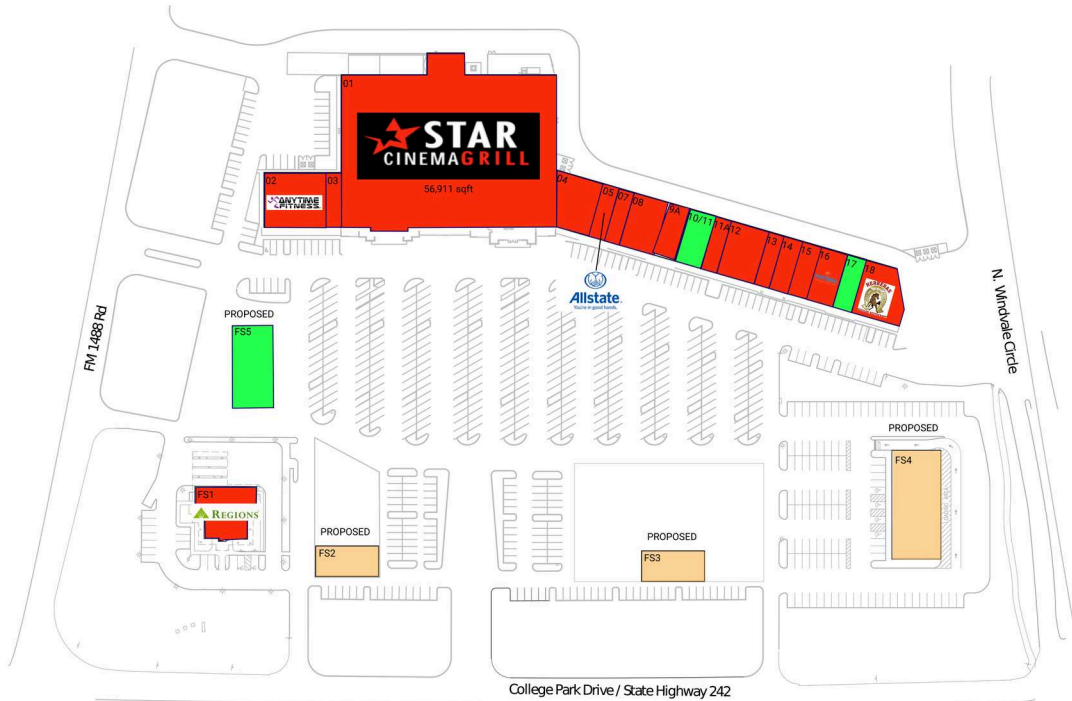 01
STAR
CINEMAGRILL
56,911 sqft
02
03
ANYTIME
FITNESS
04
05
07
08
9A
10/11
11A
12
13
14
15
16
17
18
Allstate
You're in good hands.
PROPOSED
FS5
FM 1488 Rd
N. Windvale Circle
FS1
REGIONS
PROPOSED
FS2
PROPOSED
FS3
PROPOSED
FS4
College Park Drive / State Highway 242